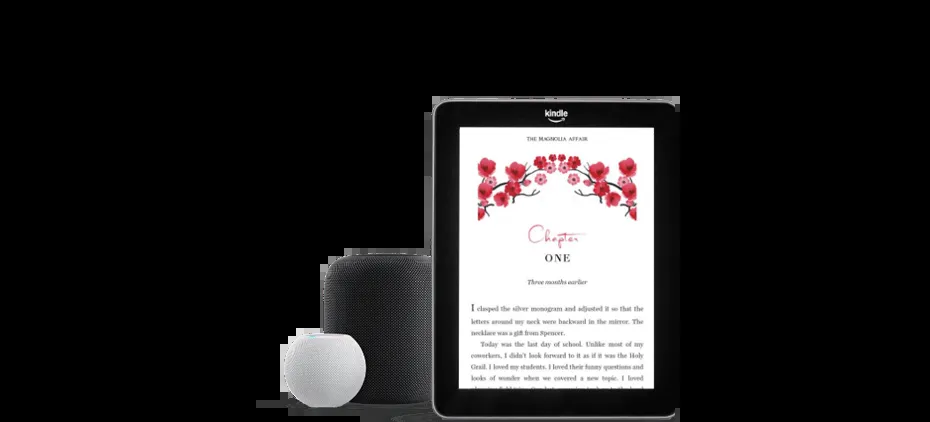 kindle
THE MAGNOLIA AFFAIR
Chapter
ONE
Three months earlier
I clasped the silver monogram and adjusted it so that the
letters around my neck were backward in the mirror. The
necklace was a gift from Spencer.
Today was the last day of school. Unlike most of my
coworkers, I didn't look forward to it as if it was the Holy
Grail. I loved my students. I loved their funny questions and
looks of wonder when we covered a new topic. I loved